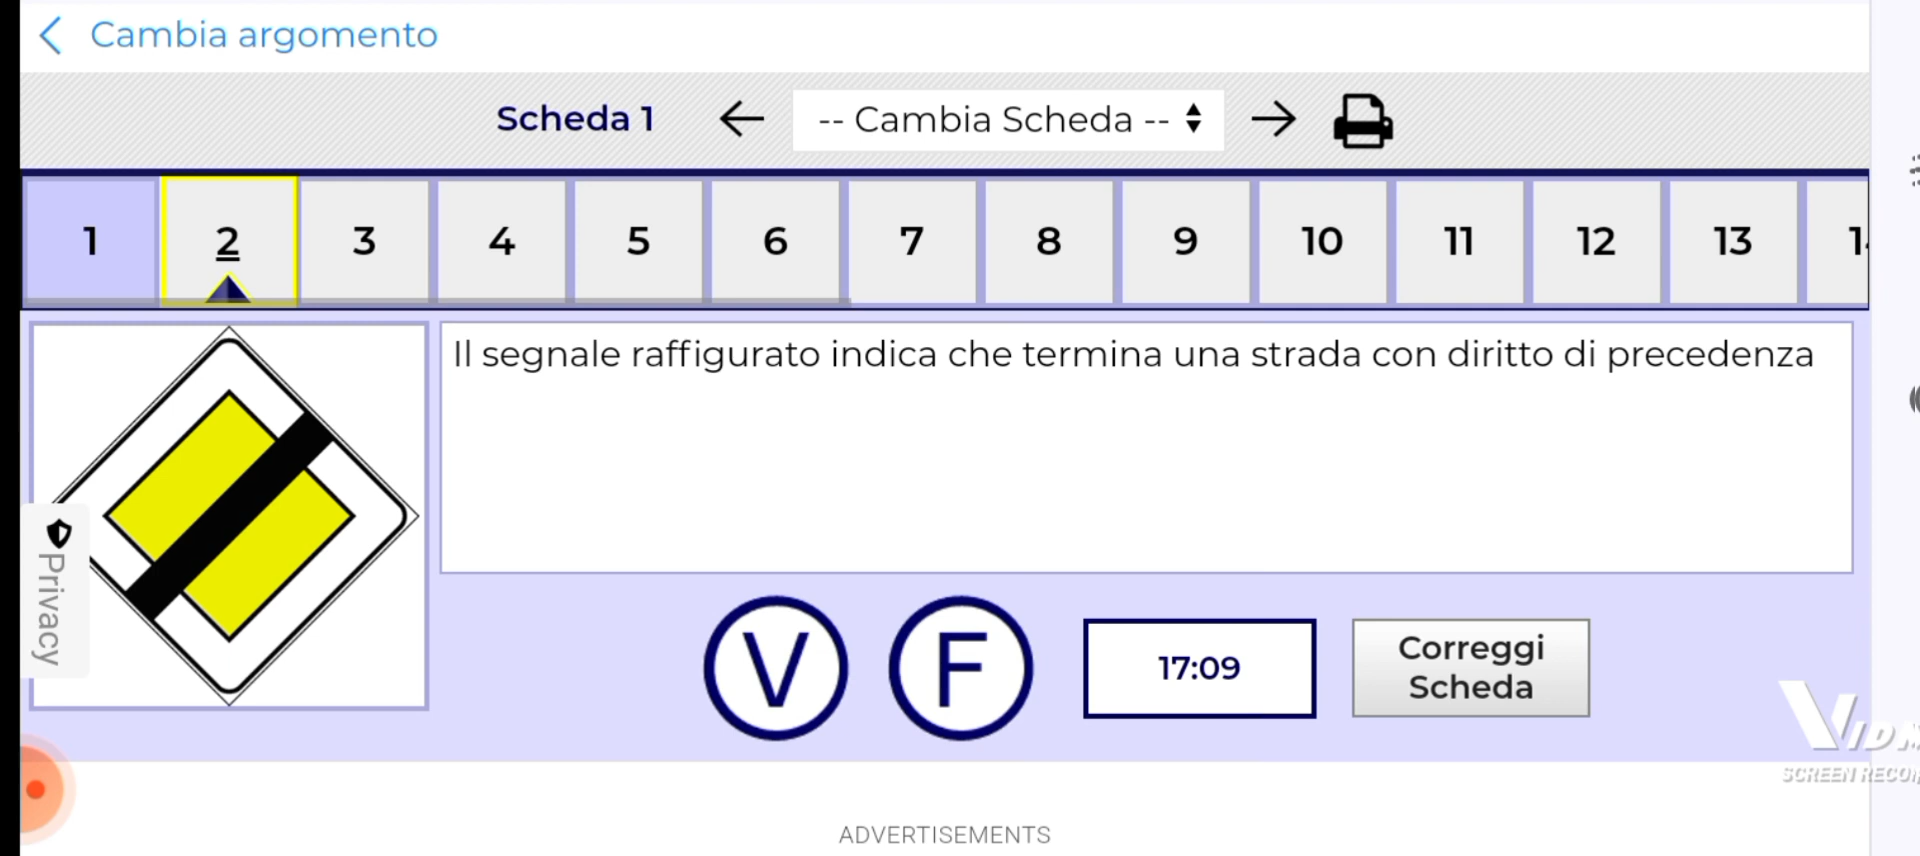 Cambia argomento
Scheda 1
-- Cambia Scheda --
1 2 3 4 5 6 7 8 9 10 11 12 13
Il segnale raffigurato indica che termina una strada con diritto di precedenza
Privacy
V F 17:09 Correggi
Scheda
SCREEN
ADVERTISEMENTS